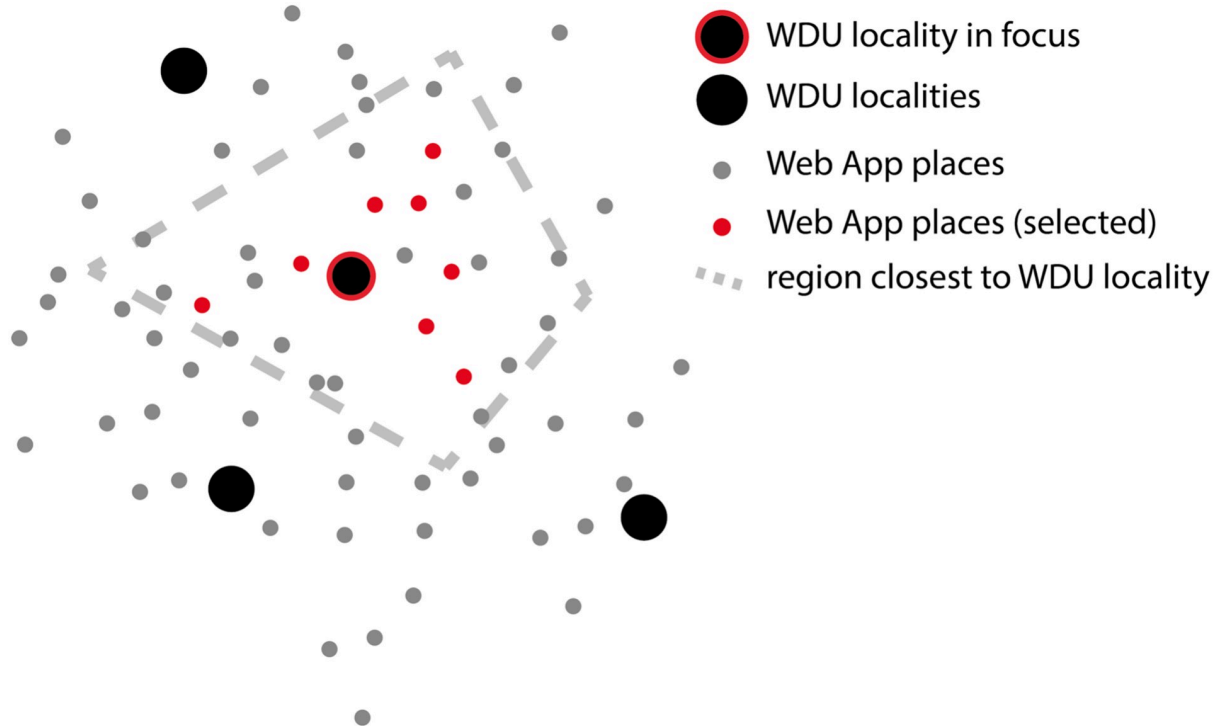 WDU locality in focus
WDU localities
Web App places
Web App places (selected)
region closest to WDU locality